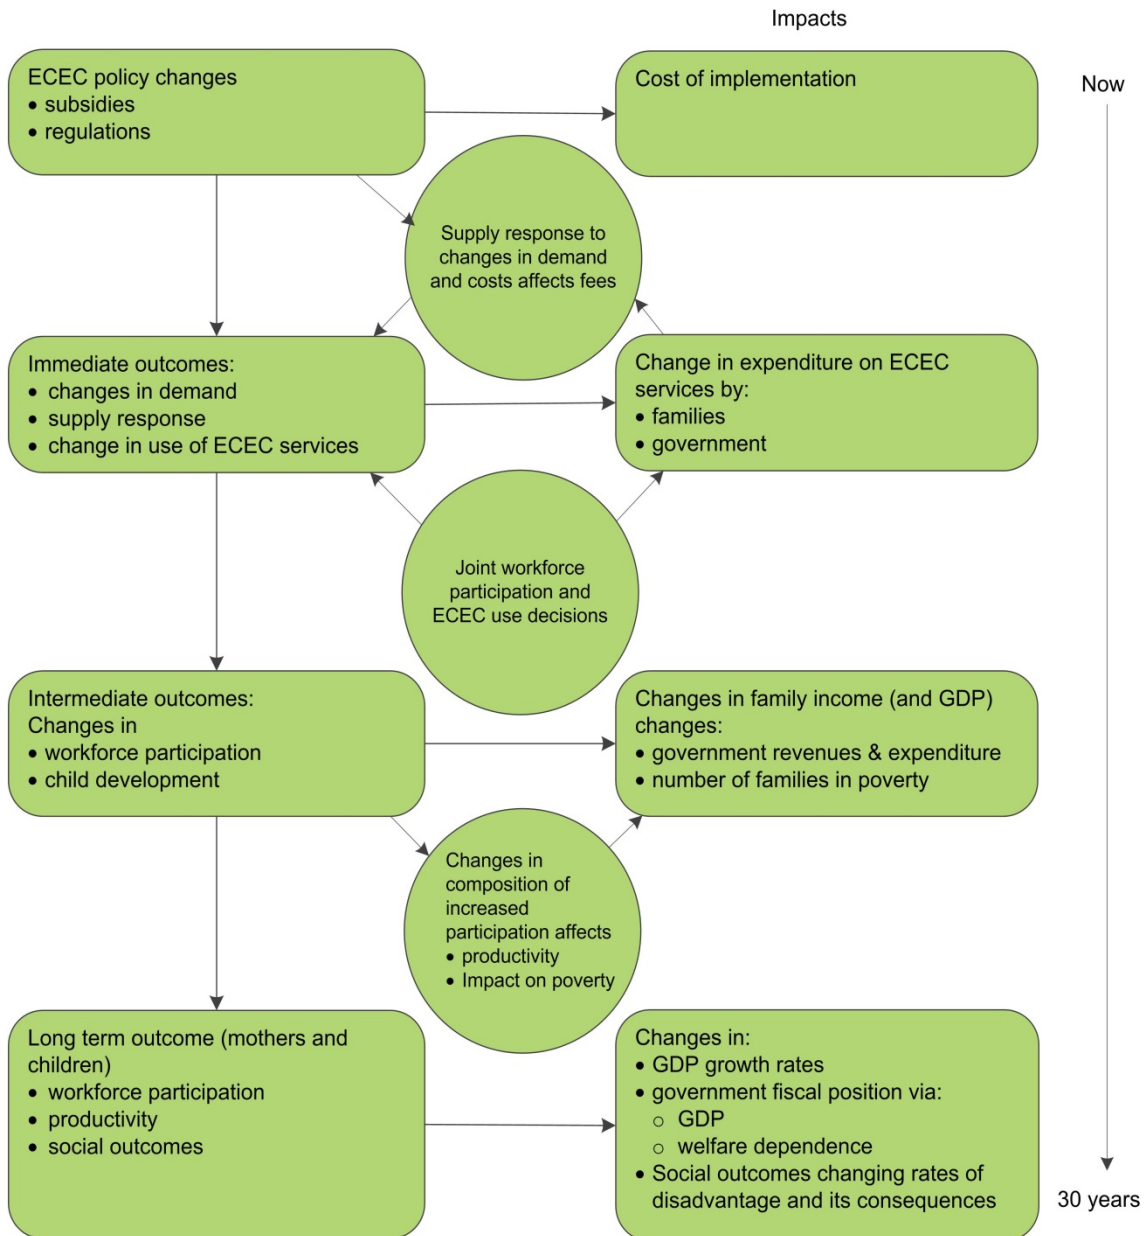 Impacts
ECEC policy changes
• subsidies
• regulations
Cost of implementation
Now
Supply response to
changes in demand
and costs affects fees
Immediate outcomes:
• changes in demand
• supply response
• change in use of ECEC services
Change in expenditure on ECEC
services by:
• families
• government
Joint workforce
participation and
ECEC use decisions
Intermediate outcomes:
Changes in
• workforce participation
• child development
Changes in family income (and GDP)
changes:
• government revenues & expenditure
• number of families in poverty
Changes in
composition of
increased
participation affects
• productivity
• Impact on poverty
Long term outcome (mothers and
children)
• workforce participation
• productivity
• social outcomes
Changes in:
• GDP growth rates
• government fiscal position via:
○ GDP
○ welfare dependence
• Social outcomes changing rates of
disadvantage and its consequences
30 years